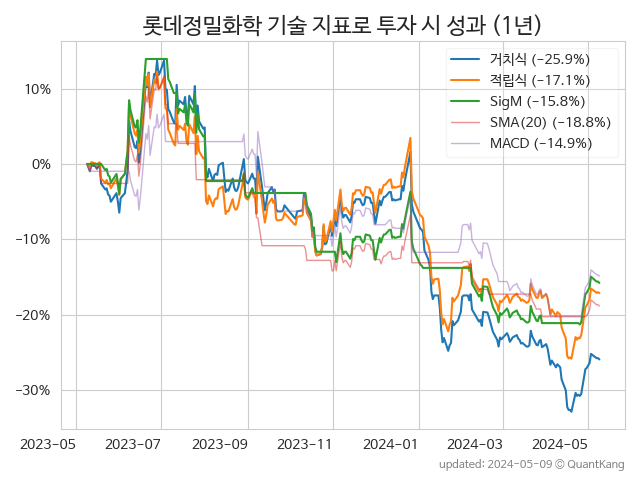 롯데정밀화학 기술 지표로 투자 시 성과 (1년)
거치식 (−25.9%)
적립식 (−17.1%)
SigM (−15.8%)
SMA(20) (−18.8%)
MACD (−14.9%)
10%
0%
−10%
−20%
−30%
2023-05 2023-07 2023-09 2023-11 2024-01 2024-03 2024-05
updated: 2024-05-09 © QuantKang